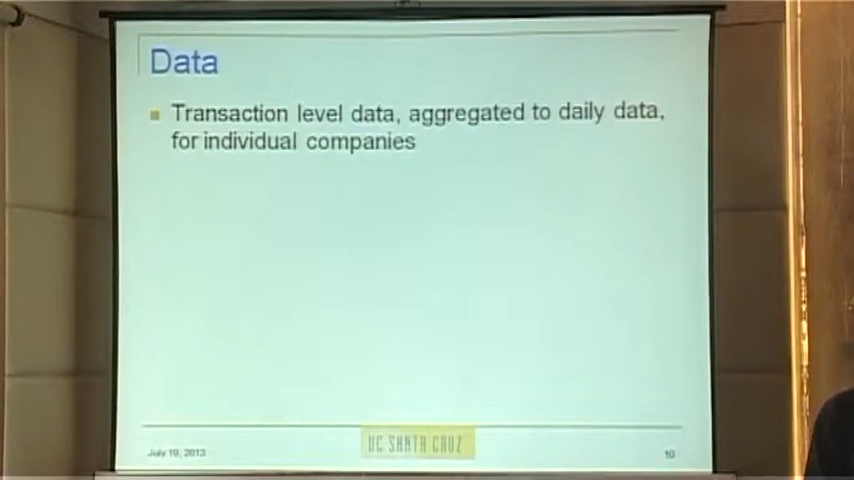 Data
Transaction level data, aggregated to daily data,
for individual companies
July 19, 2013
UC SANTA CRUZ
10